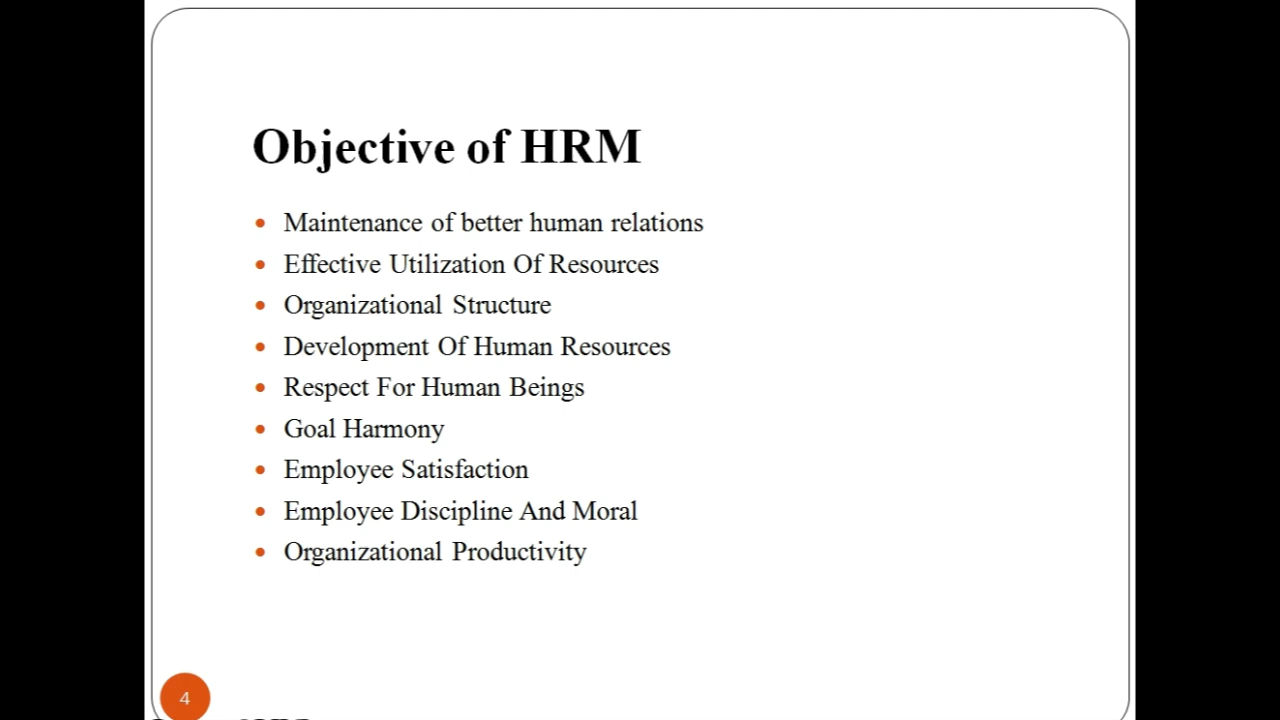 Objective of HRM
• Maintenance of better human relations
• Effective Utilization Of Resources
• Organizational Structure
• Development Of Human Resources
• Respect For Human Beings
• Goal Harmony
• Employee Satisfaction
• Employee Discipline And Moral
• Organizational Productivity
4